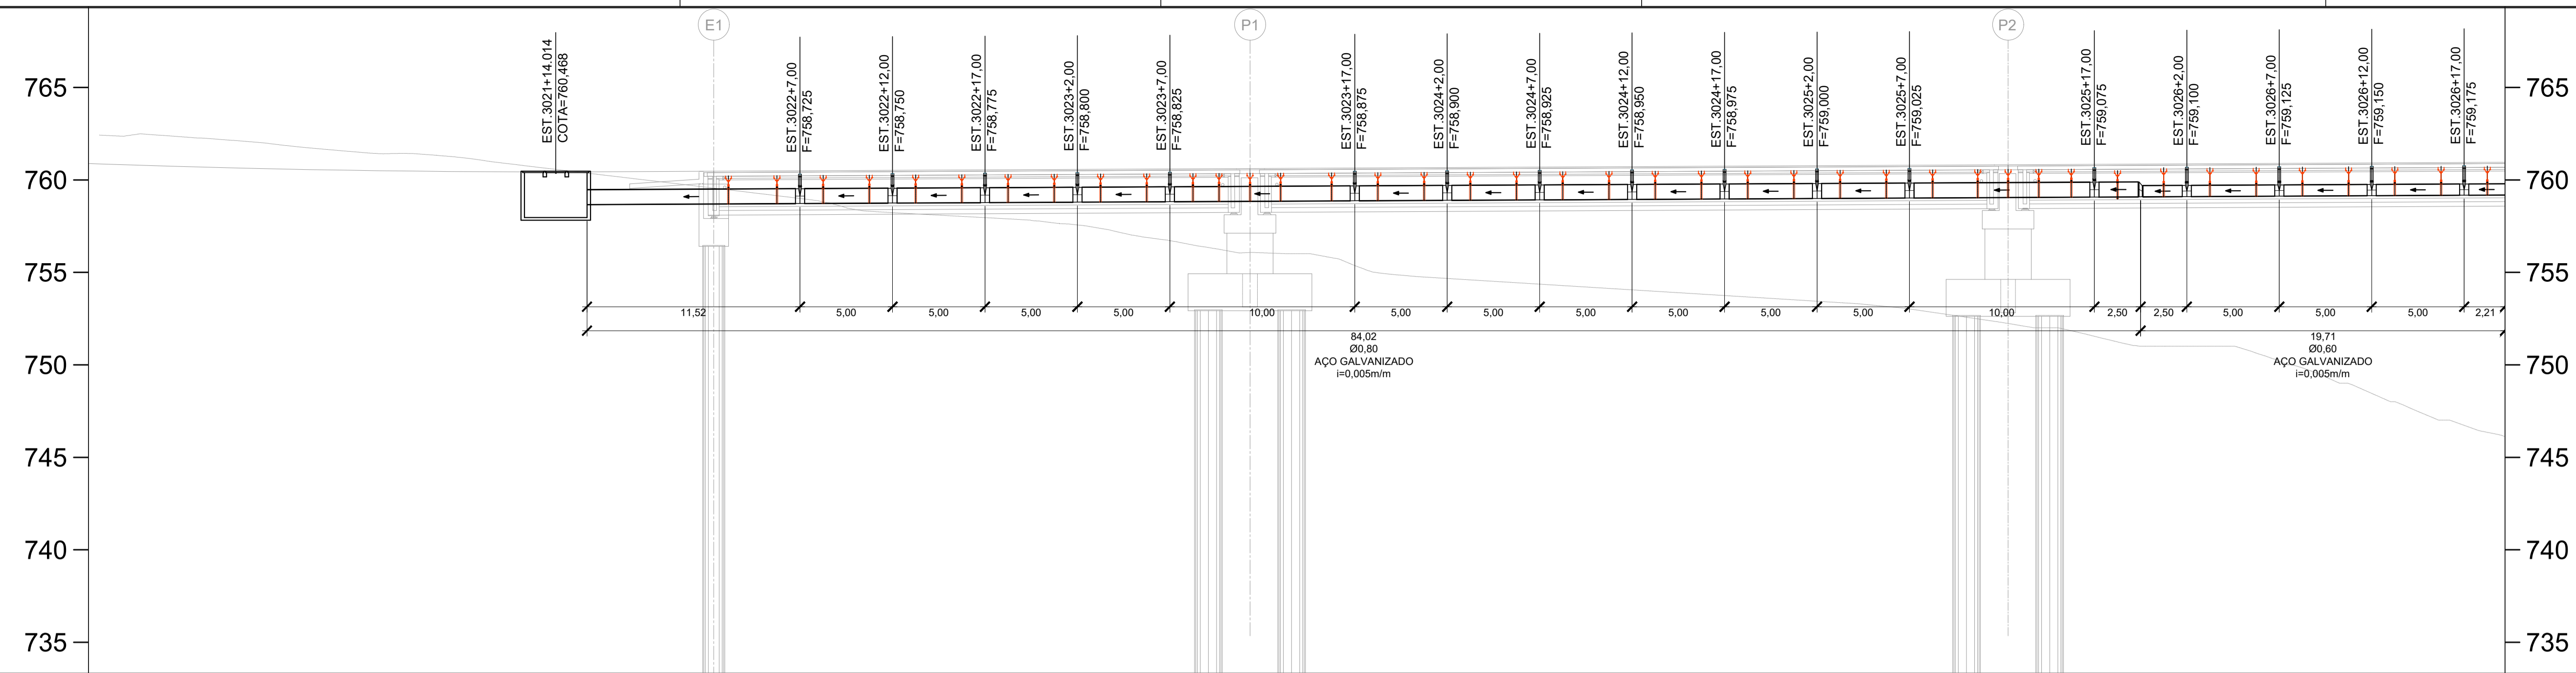 E1
P1
P2
EST.3021+14.014
COTA=760,468
EST.3022+7,00
F=758,725
EST.3022+12,00
F=758,750
EST.3022+17,00
F=758,775
EST.3023+2,00
F=758,800
EST.3023+7,00
F=758,825
EST.3023+17,00
F=758,875
EST.3024+2,00
F=758,900
EST.3024+7,00
F=758,925
EST.3024+12,00
F=758,950
EST.3024+17,00
F=758,975
EST.3025+2,00
F=759,000
EST.3025+7,00
F=759,025
EST.3025+17,00
F=759,075
EST.3026+2,00
F=759,100
EST.3026+7,00
F=759,125
EST.3026+12,00
F=759,150
EST.3026+17,00
F=759,175
765 765
760 760
755 755
11,52 5,00 5,00 5,00 5,00 10,00 5,00 5,00 5,00 5,00 5,00 5,00 10,00 2,50 2,50 5,00 5,00 5,00 2,21
84,02
Ø0,80
AÇO GALVANIZADO
i=0,005m/m
19,71
Ø0,60
AÇO GALVANIZADO
i=0,005m/m
750 750
745 745
740 740
735 735